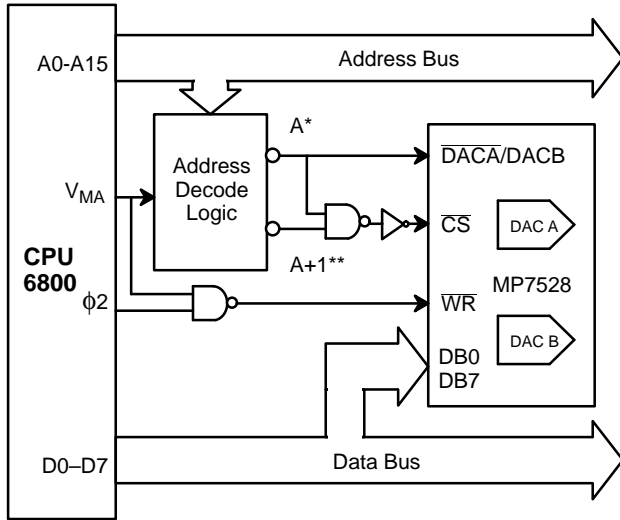 A0-A15
Address Bus
A*
Address
Decode
Logic
DACA/DACB
VMA
CS
DAC A
CPU
6800
A+1**
MP7528
ϕ2
WR
DAC B
DB0
DB7
D0–D7
Data Bus